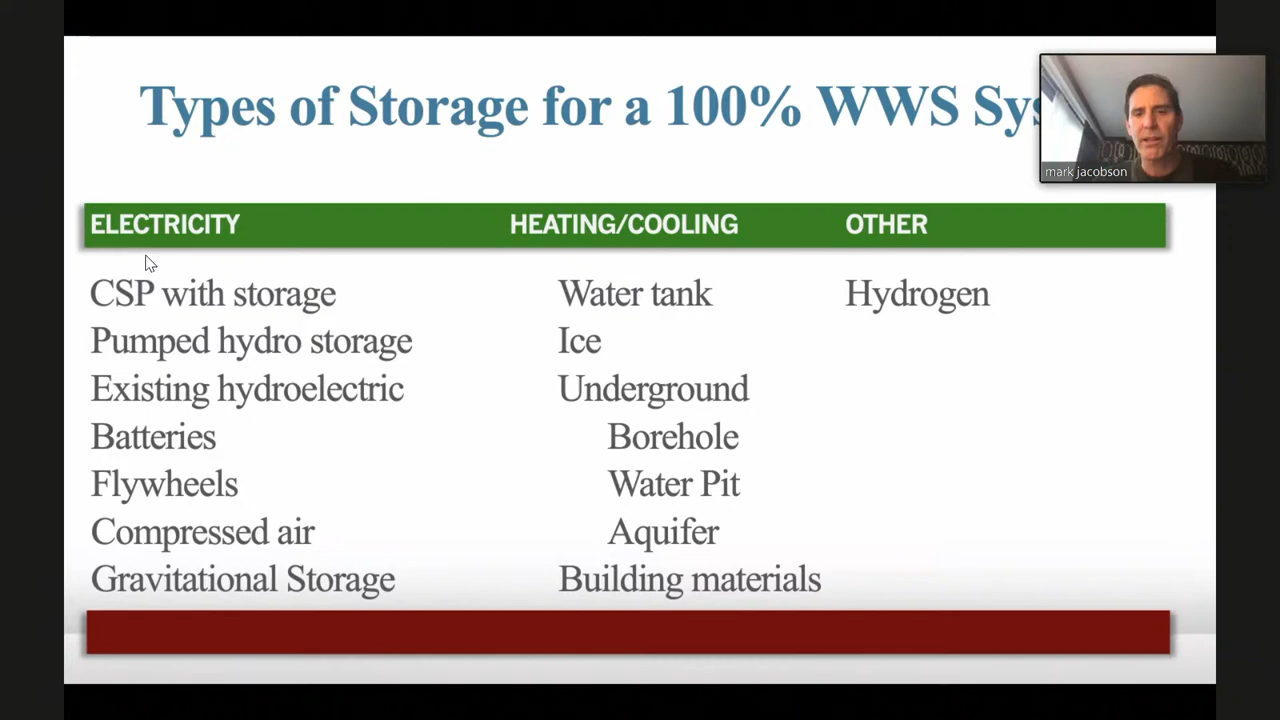 Types of Storage for a 100% WWS Sys
mark jacobson
ELECTRICITY HEATING/COOLING OTHER
CSP with storage Water tank Hydrogen
Pumped hydro storage Ice
Existing hydroelectric Underground
Batteries Borehole
Flywheels Water Pit
Compressed air Aquifer
Gravitational Storage Building materials